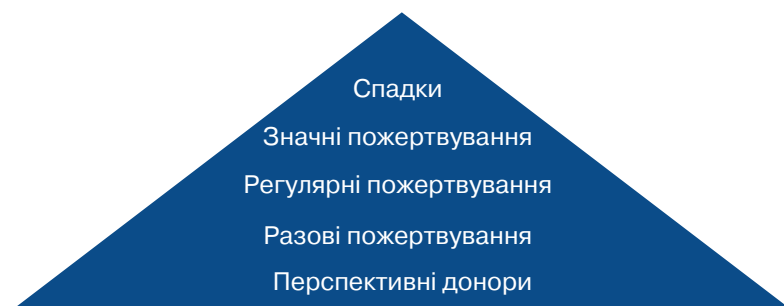 Спадки
Значні пожертвування
Регулярні пожертвування
Разові пожертвування
Перспективні донори